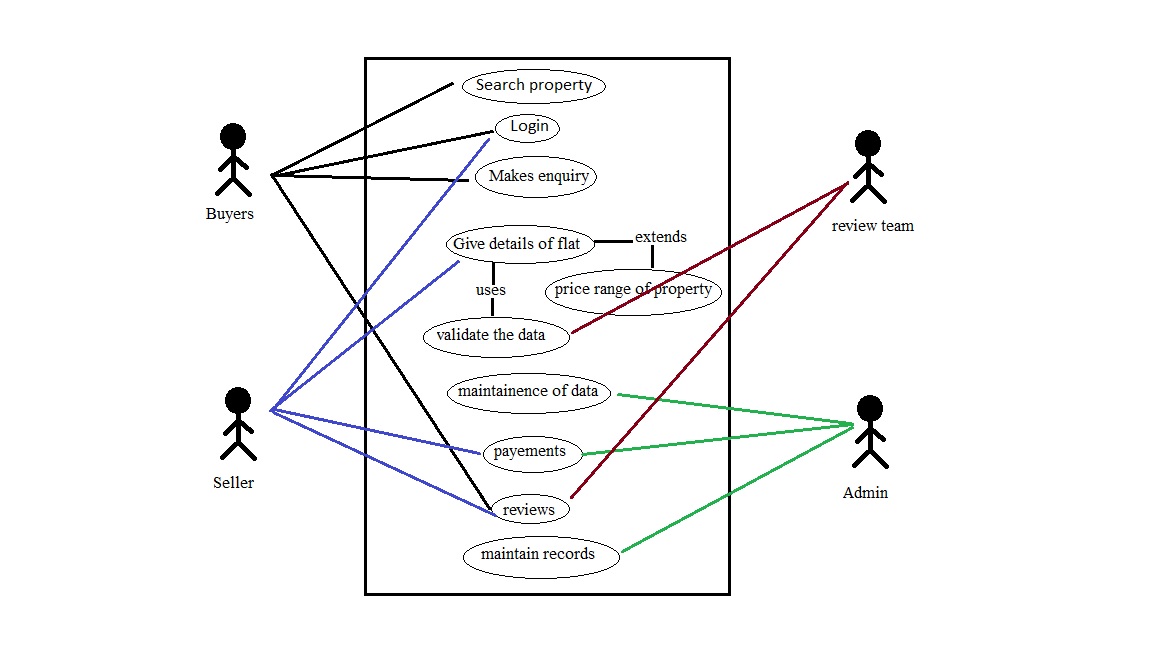 Search property
Login
Makes enquiry
Buyers
review team
Give details of flat
extends
uses
price range of property
validate the data
maintainence of data
payements
Seller
Admin
reviews
maintain records